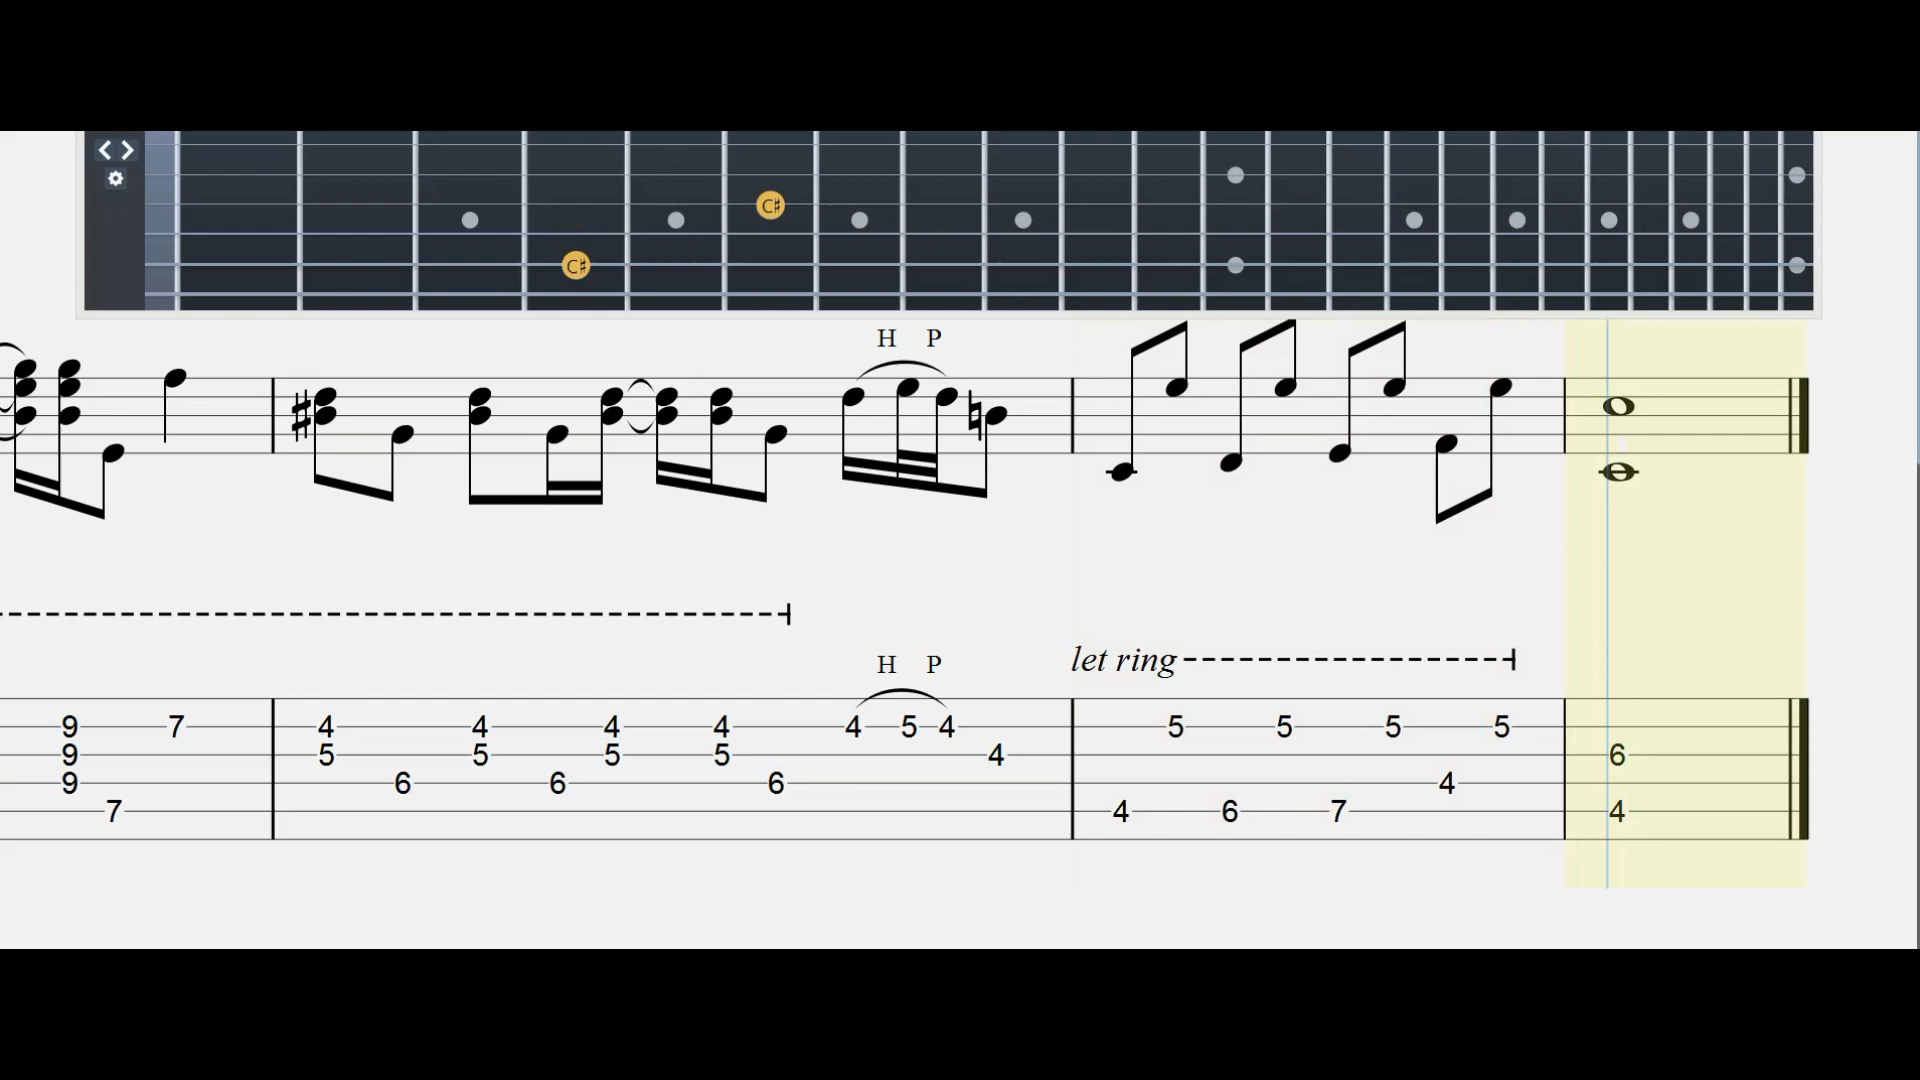 C♯
C♯
H P
let ring
H P
9 7 4 4 4 4 4 5 4 5 5 5 5
9 5 5 5 5 4 6
9 6 6 6 4
7 4 6 7 4